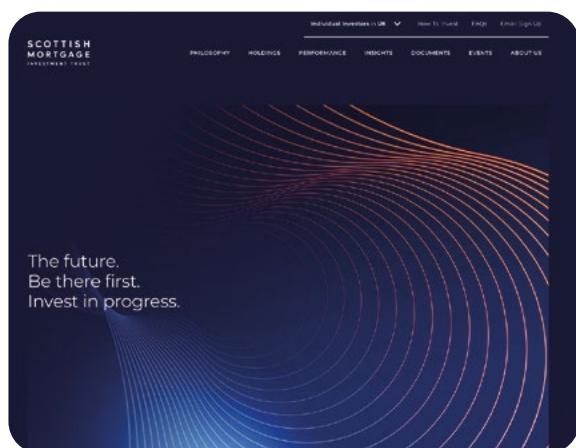 Individual Investors in UK How To Invest FAQs Email Sign Up
SCOTTISH
MORTGAGE
INVESTMENT TRUST
PHILOSOPHY HOLDINGS PERFORMANCE INSIGHTS DOCUMENTS EVENTS ABOUT US
The future.
Be there first.
Invest in progress.